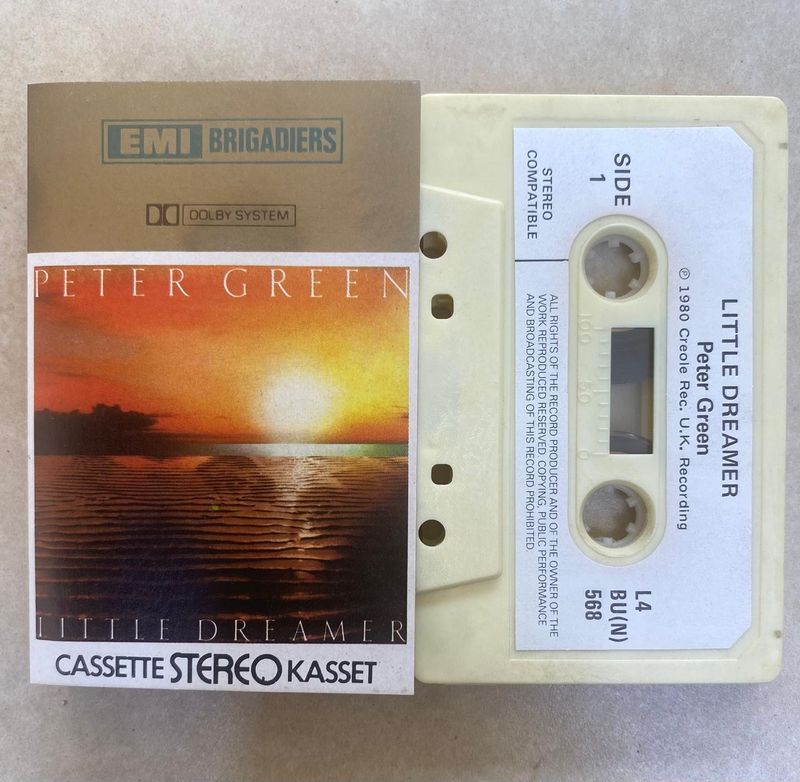 EMI BRIGADIERS
DOLBY SYSTEM
PETER GREEN
LITTLE DREAMER
CASSETTE STEREO KASSET
SIDE
1
STEREO
COMPATIBLE
LITTLE DREAMER
Peter Green
℗ 1980 Creole Rec. U.K. Recording
100 50 0
ALL RIGHTS OF THE RECORD PRODUCER AND OF THE OWNER OF THE
WORK REPRODUCED RESERVED. COPYING, PUBLIC PERFORMANCE
AND BROADCASTING OF THIS RECORD PROHIBITED.
L4
BU(N)
568